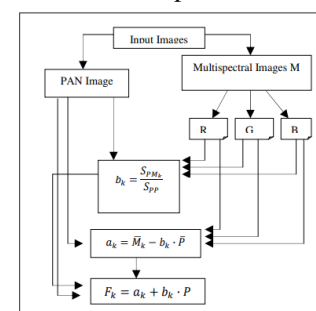 Input Images
PAN Image
Multispectral Images M
R
G
B
b_k = S_{PM_k} / S_{PP}
a_k = M̄_k − b_k · P̄
F_k = a_k + b_k · P